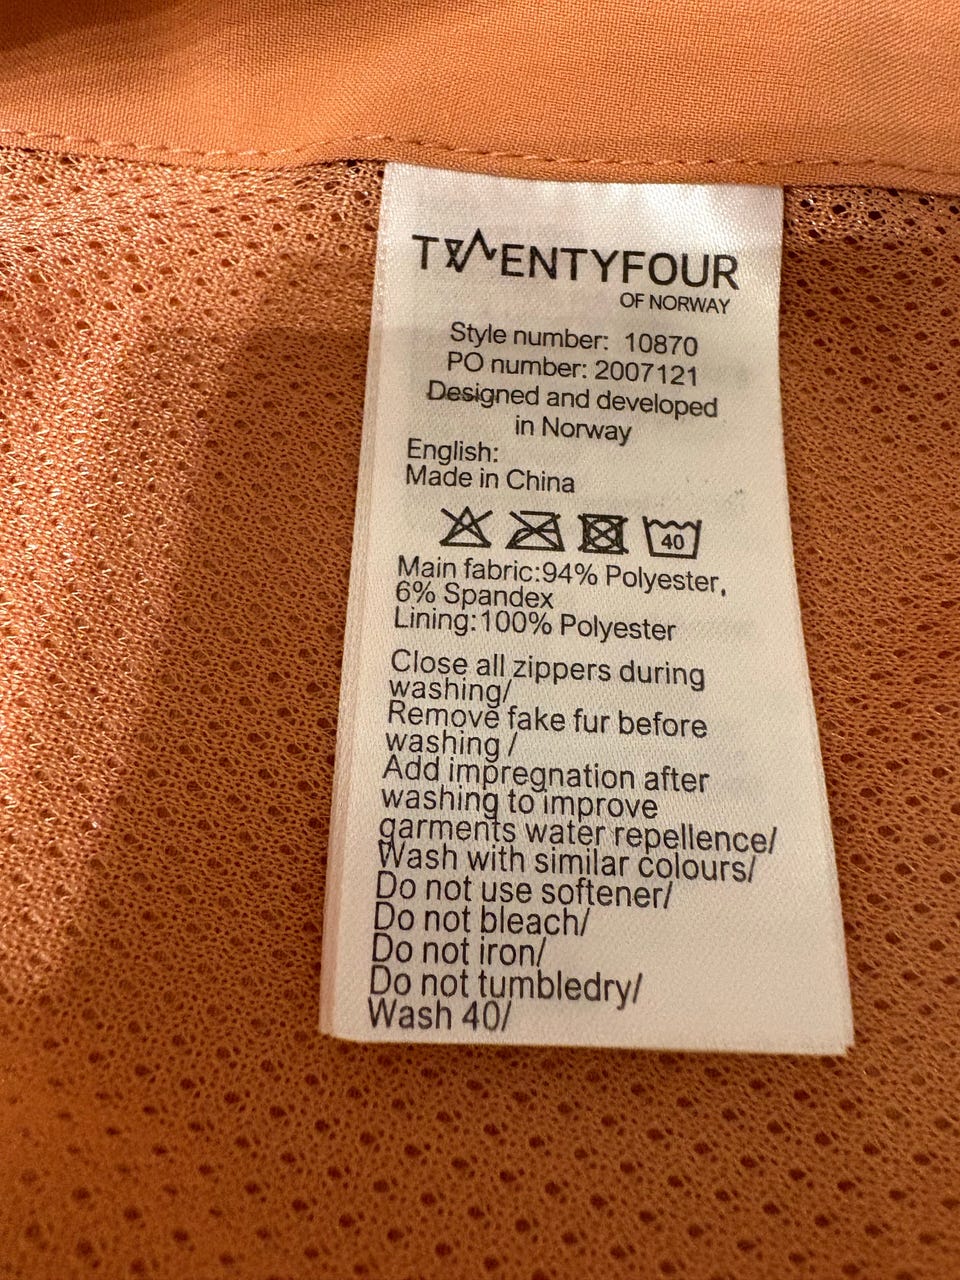 TWENTYFOUR
OF NORWAY
Style number: 10870
PO number: 2007121
Designed and developed
in Norway
English:
Made in China
40
Main fabric:94% Polyester,
6% Spandex
Lining:100% Polyester
Close all zippers during
washing/
Remove fake fur before
washing /
Add impregnation after
washing to improve
garments water repellence/
Wash with similar colours/
Do not use softener/
Do not bleach/
Do not iron/
Do not tumbledry/
Wash 40/